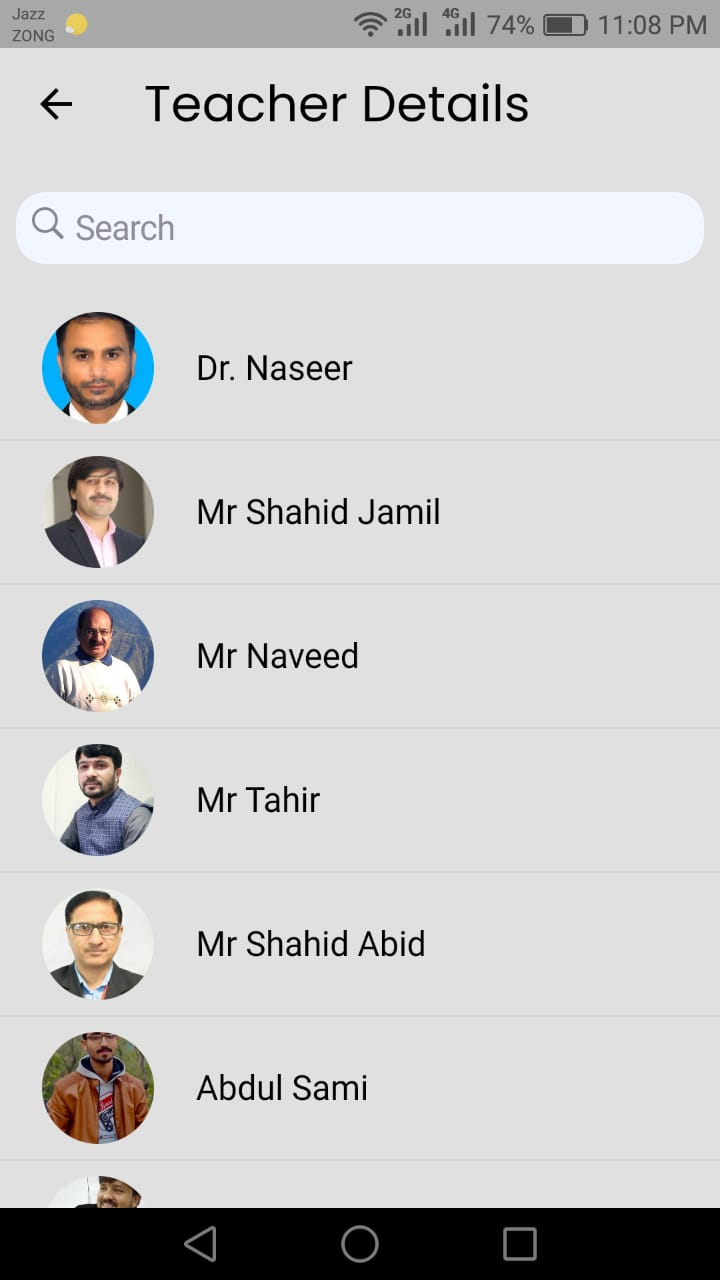 Jazz
ZONG
2G 4G 74% 11:08 PM
Teacher Details
Search
Dr. Naseer
Mr Shahid Jamil
Mr Naveed
Mr Tahir
Mr Shahid Abid
Abdul Sami